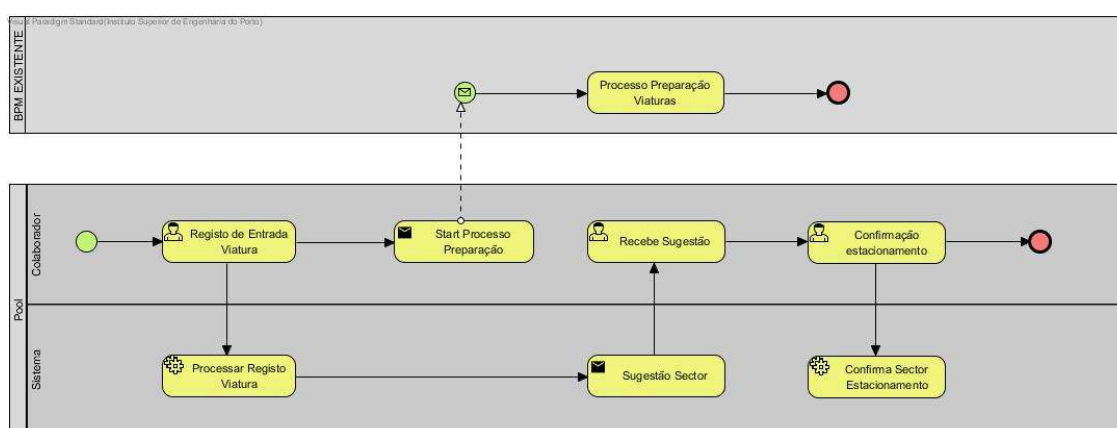 Visual Paradigm Standard(Instituto Superior de Engenharia do Porto)
BPM EXISTENTE
Processo Preparação
Viaturas
Pool
Colaborador
Registo de Entrada
Viatura
Start Processo
Preparação
Recebe Sugestão
Confirmação
estacionamento
Sistema
Processar Registo
Viatura
Sugestão Sector
Confirma Sector
Estacionamento